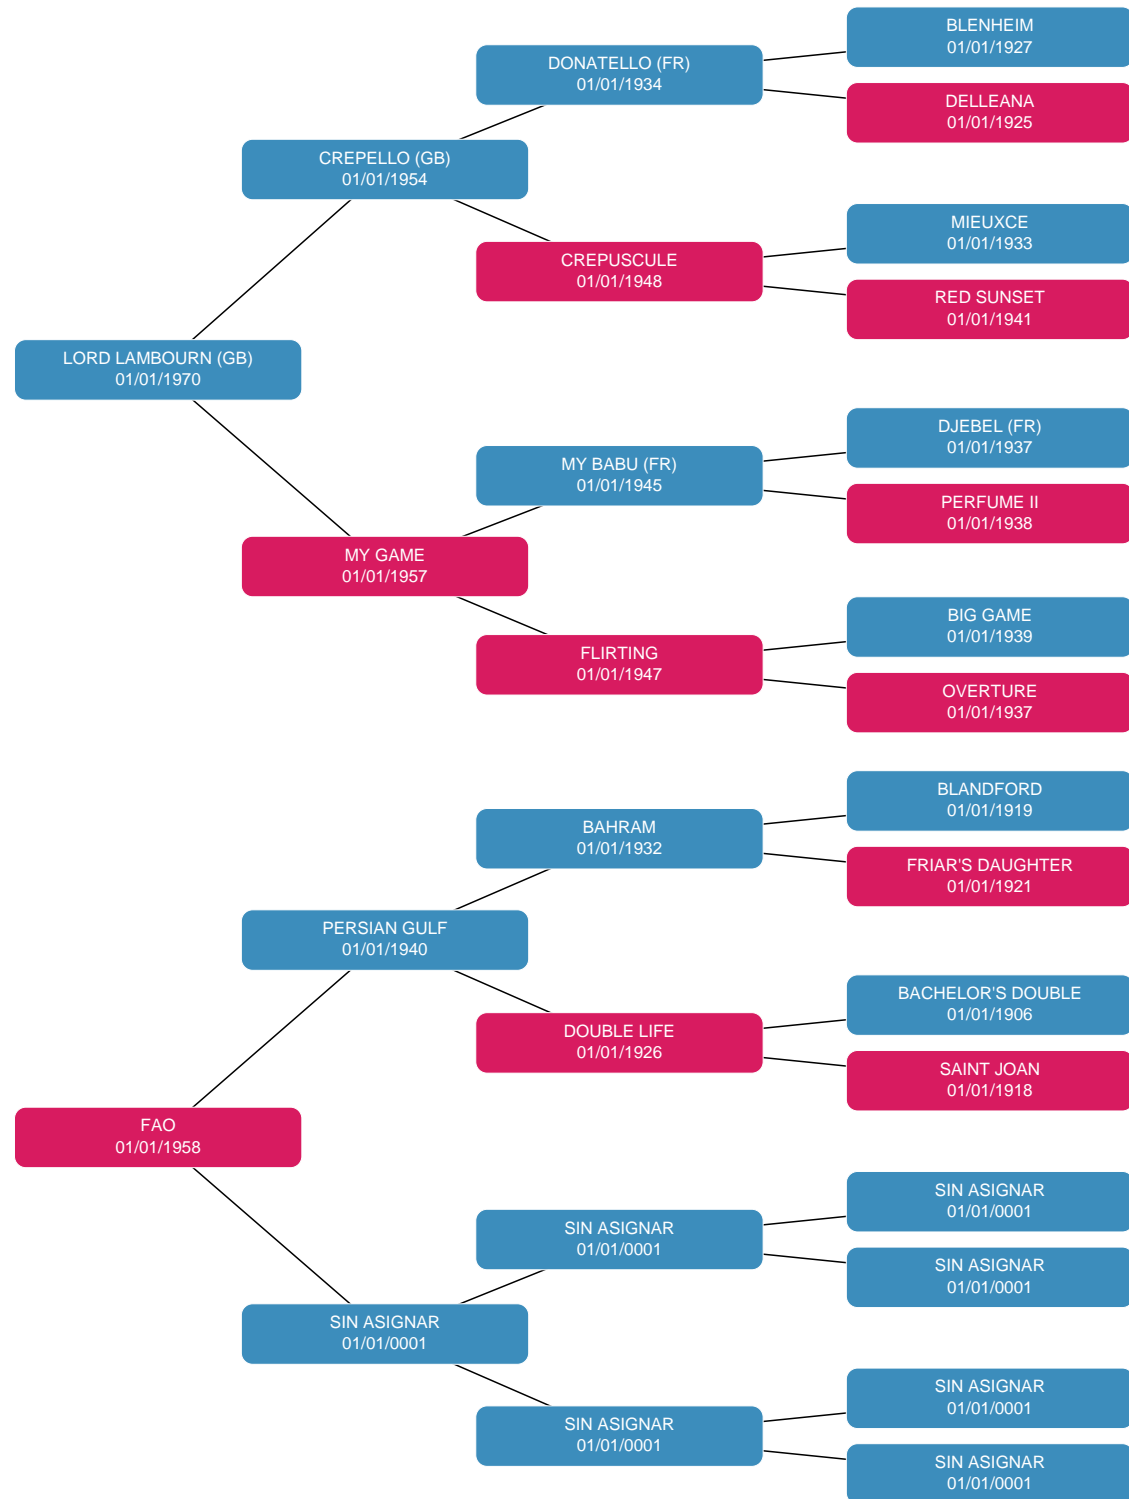 BLENHEIM
01/01/1927
DONATELLO (FR)
01/01/1934
DELLEANA
01/01/1925
CREPELLO (GB)
01/01/1954
MIEUXCE
01/01/1933
CREPUSCULE
01/01/1948
RED SUNSET
01/01/1941
LORD LAMBOURN (GB)
01/01/1970
DJEBEL (FR)
01/01/1937
MY BABU (FR)
01/01/1945
PERFUME II
01/01/1938
MY GAME
01/01/1957
BIG GAME
01/01/1939
FLIRTING
01/01/1947
OVERTURE
01/01/1937
BLANDFORD
01/01/1919
BAHRAM
01/01/1932
FRIAR'S DAUGHTER
01/01/1921
PERSIAN GULF
01/01/1940
BACHELOR'S DOUBLE
01/01/1906
DOUBLE LIFE
01/01/1926
SAINT JOAN
01/01/1918
FAO
01/01/1958
SIN ASIGNAR
01/01/0001
SIN ASIGNAR
01/01/0001
SIN ASIGNAR
01/01/0001
SIN ASIGNAR
01/01/0001
SIN ASIGNAR
01/01/0001
SIN ASIGNAR
01/01/0001
SIN ASIGNAR
01/01/0001